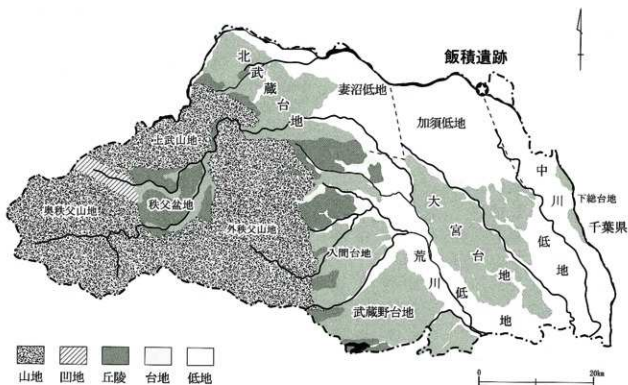 飯積遺跡
北武蔵台地
妻沼低地
加須低地
上武山地
中川低地
下総台地
千葉県
奥秩父山地
秩父盆地
外秩父山地
大宮台地
入間台地
荒川低地
武蔵野台地
山地
凹地
丘陵
台地
低地
0
20km